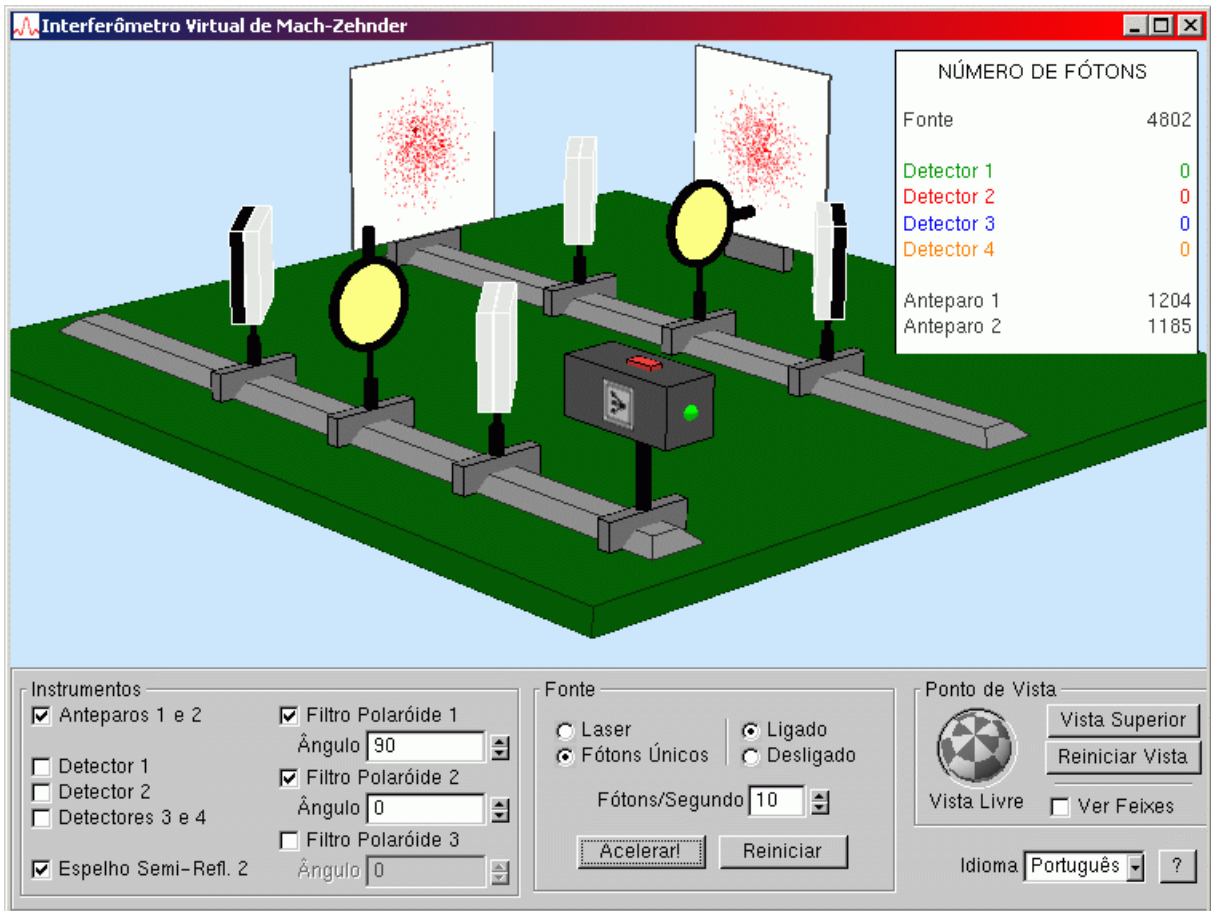 Interferômetro Virtual de Mach-Zehnder
NÚMERO DE FÓTONS
Fonte 4802
Detector 1 0
Detector 2 0
Detector 3 0
Detector 4 0
Anteparo 1 1204
Anteparo 2 1185
Instrumentos
Anteparos 1 e 2
Detector 1
Detector 2
Detectores 3 e 4
Espelho Semi-Refl. 2
Filtro Polaróide 1
Ângulo 90
Filtro Polaróide 2
Ângulo 0
Filtro Polaróide 3
Ângulo 0
Fonte
Laser
Fótons Únicos
Ligado
Desligado
Fótons/Segundo 10
Acelerar!
Reiniciar
Ponto de Vista
Vista Livre
Vista Superior
Reiniciar Vista
Ver Feixes
Idioma Português ?